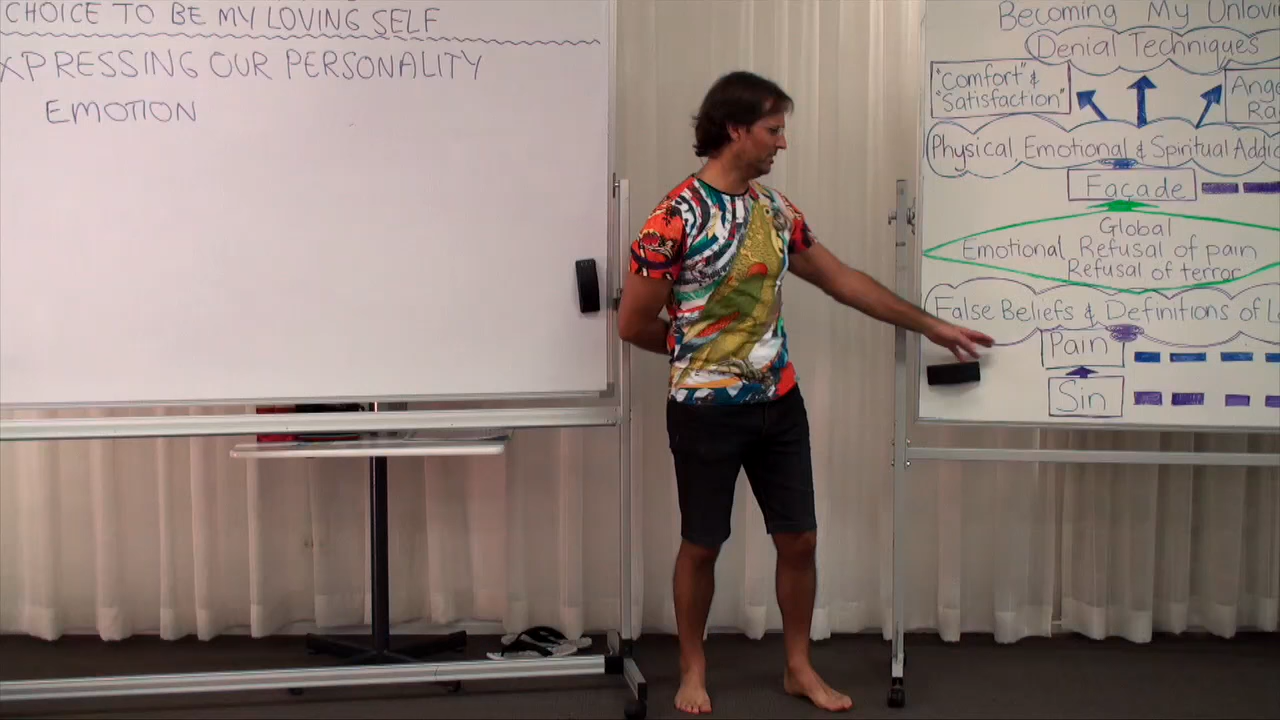 CHOICE TO BE MY LOVING SELF
XPRESSING OUR PERSONALITY
EMOTION
Becoming My Unlovin
Denial Techniques
"Comfort" &
"Satisfaction"
Ange
Ra
Physical, Emotional & Spiritual Addic
Façade
Global
Emotional Refusal of pain
Refusal of terror
False Beliefs & Definitions of L
Pain
Sin